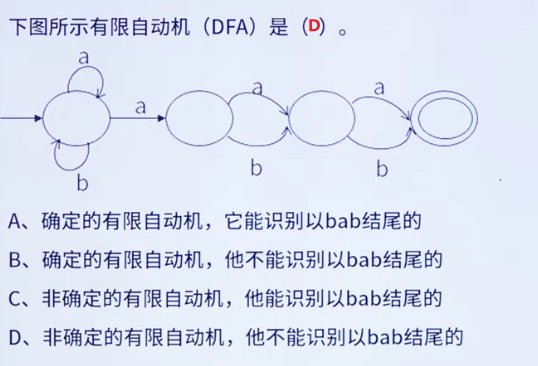 下图所示有限自动机（DFA）是（D）。
a
a
a
a
b
b
b
A、确定的有限自动机，它能识别以bab结尾的
B、确定的有限自动机，他不能识别以bab结尾的
C、非确定的有限自动机，他能识别以bab结尾的
D、非确定的有限自动机，他不能识别以bab结尾的